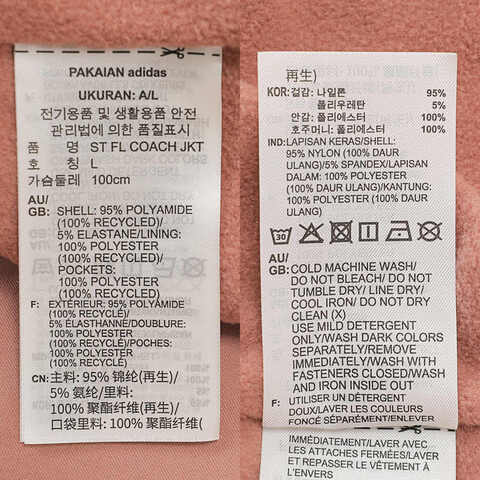 PAKAIAN adidas
UKURAN: A/L
전기용품 및 생활용품 안전
관리법에 의한 품질표시
품 명 ST FL COACH JKT
호 칭 L
가슴둘레 100cm
AU/
GB: SHELL: 95% POLYAMIDE
(100% RECYCLED)/
5% ELASTANE/LINING:
100% POLYESTER
(100% RECYCLED)/
POCKETS:
100% POLYESTER
(100% RECYCLED)
F: EXTÉRIEUR: 95% POLYAMIDE
(100% RECYCLÉ)/
5% ÉLASTHANNE/DOUBLURE:
100% POLYESTER
(100% RECYCLÉ)/POCHES:
100% POLYESTER
(100% RECYCLÉ)
CN: 主料: 95% 锦纶(再生)/
5% 氨纶/ 里料:
100% 聚酯纤维(再生)/
口袋里料: 100% 聚酯纤维(
再生)
KOR: 겉감: 나일론 95%
폴리우레탄 5%
안감: 폴리에스터 100%
호주머니: 폴리에스터 100%
IND: LAPISAN KERAS/SHELL:
95% NYLON (100% DAUR
ULANG)/5% SPANDEX/LAPISAN
DALAM: 100% POLYESTER
(100% DAUR ULANG)/KANTUNG:
100% POLYESTER (100% DAUR
ULANG)
30
AU/
GB: COLD MACHINE WASH/
DO NOT BLEACH/ DO NOT
TUMBLE DRY/ LINE DRY/
COOL IRON/ DO NOT DRY
CLEAN (X)
USE MILD DETERGENT
ONLY/WASH DARK COLORS
SEPARATELY/REMOVE
IMMEDIATELY/WASH WITH
FASTENERS CLOSED/WASH
AND IRON INSIDE OUT
F: UTILISER UN DÉTERGENT
DOUX/LAVER LES COULEURS
FONCÉ SÉPARÉMENT/ENLEVER
IMMÉDIATEMENT/LAVER AVEC
LES ATTACHES FERMÉES/LAVER
ET REPASSER LE VÊTEMENT À
L'ENVERS